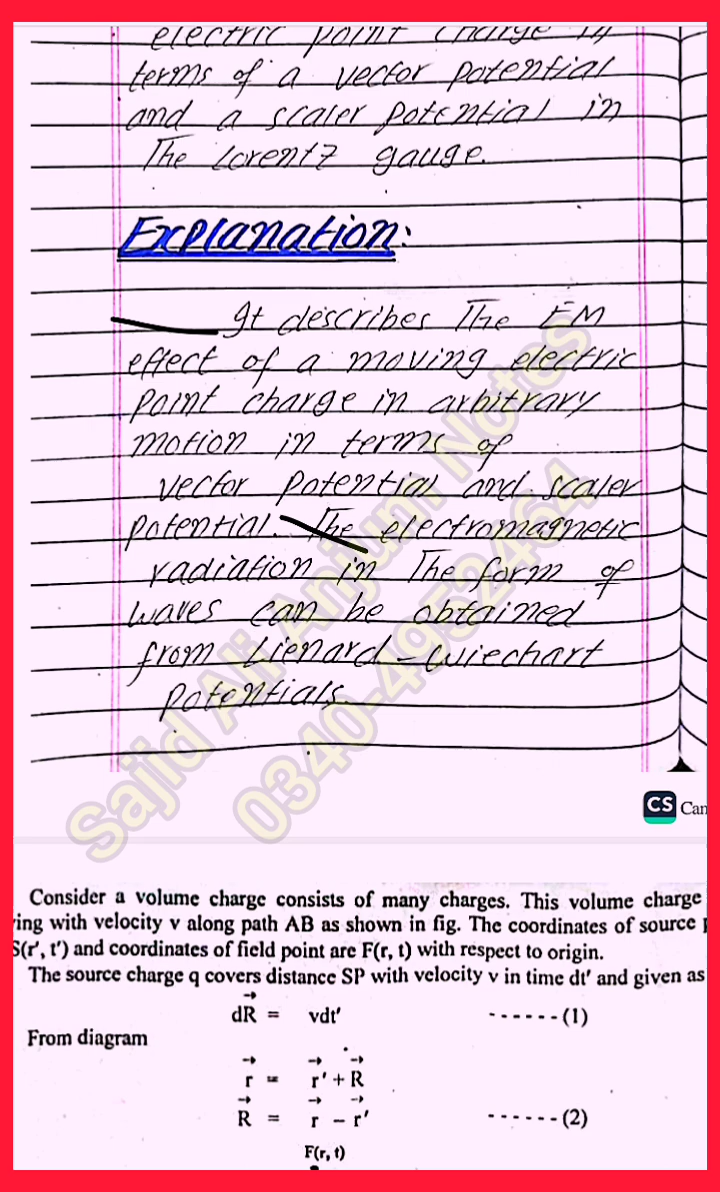 electric point charge in
terms of a vector potential
and a scaler potential in
The Lorentz gauge.
Explanation:
It describes The EM
effect of a moving electric
point charge in arbitrary
motion in terms of
vector potential and scaler
potential. The electromagnetic
radiation in The form of
waves can be obtained
from Lienard-wiechart
potentials.
Sajid Ali Anjum Notes
0340-4952464
CS Can
Consider a volume charge consists of many charges. This volume charge
ing with velocity v along path AB as shown in fig. The coordinates of source
S(r', t') and coordinates of field point are F(r, t) with respect to origin.
The source charge q covers distance SP with velocity v in time dt' and given as
dR⃗ = vdt' ------(1)
From diagram
r⃗ = r⃗' + R⃗
R⃗ = r⃗ - r⃗' ------(2)
F(r, t)